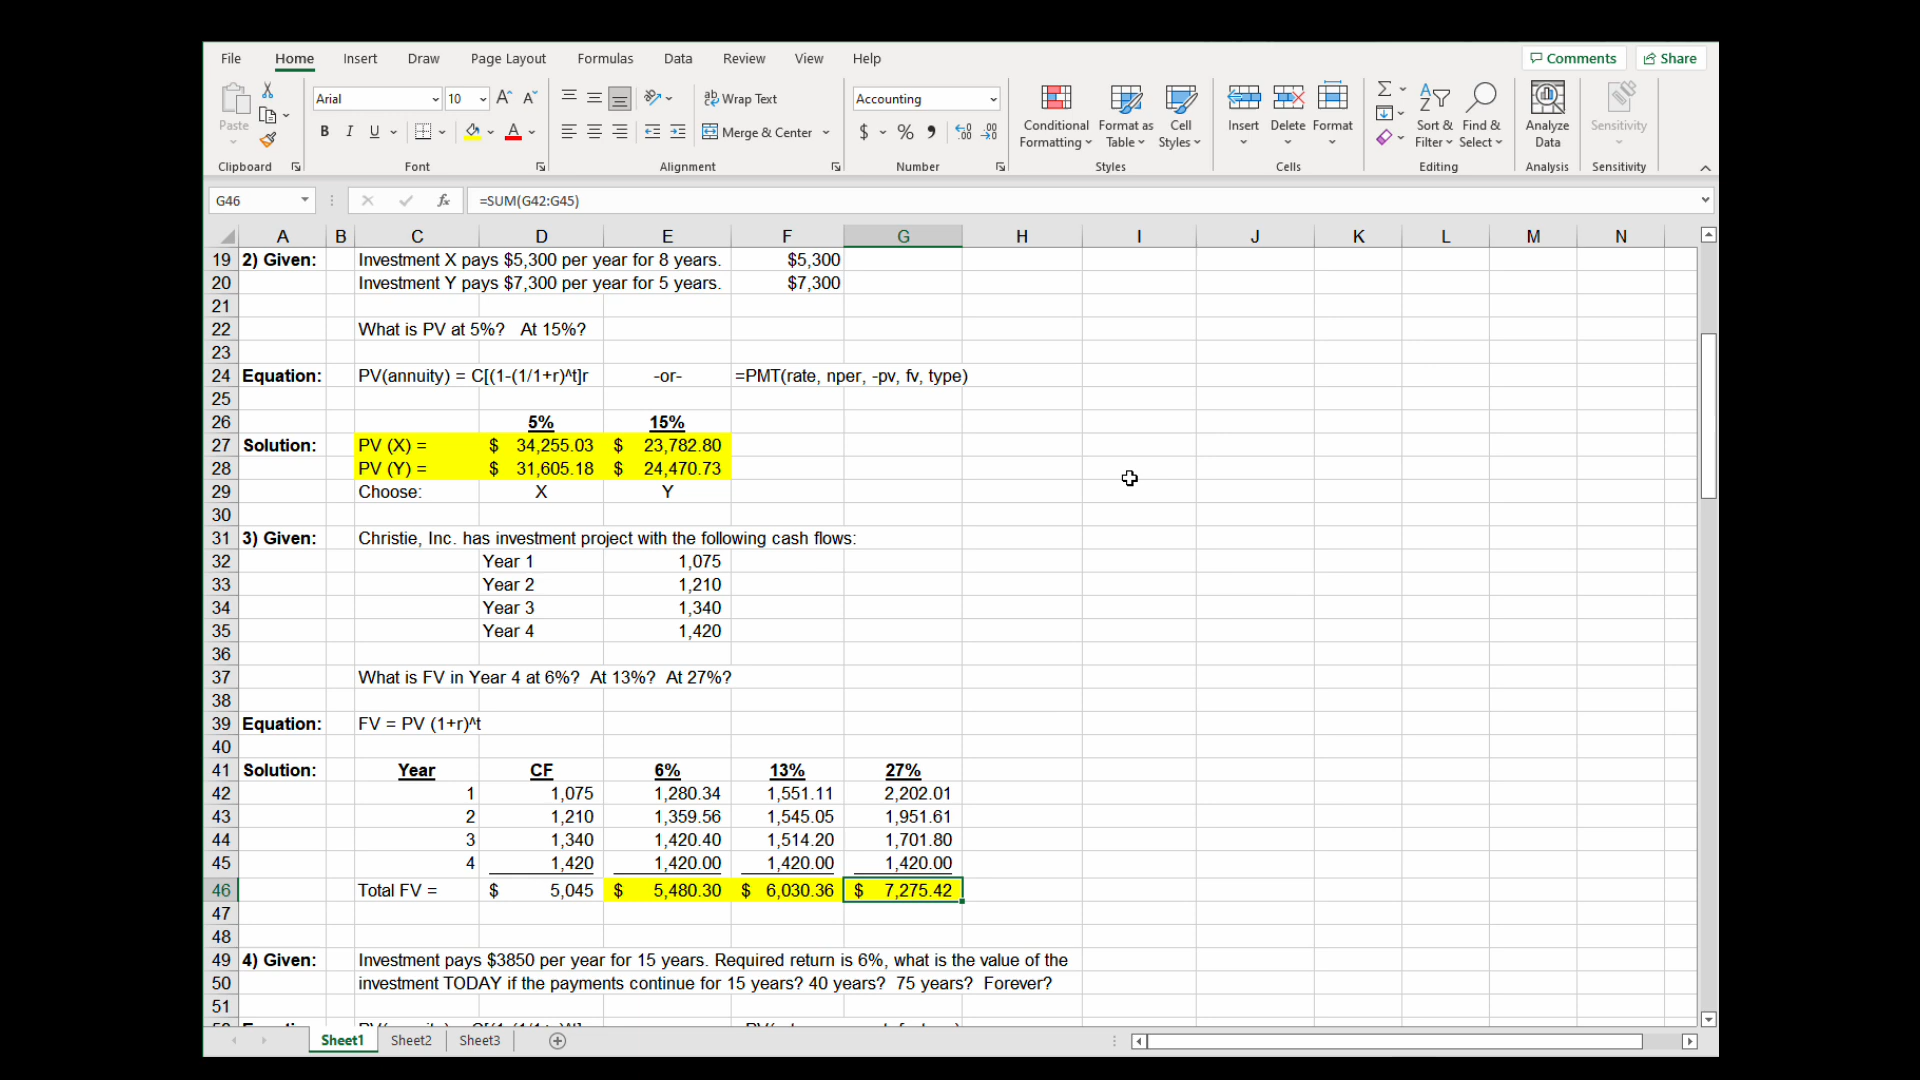 File Home Insert Draw Page Layout Formulas Data Review View Help Comments Share
Paste Arial 10 Wrap Text Accounting
B I U Merge & Center $ % Conditional Formatting Format as Table Cell Styles Insert Delete Format Sort & Filter Find & Select Analyze Data Sensitivity
Clipboard Font Alignment Number Styles Cells Editing Analysis Sensitivity
G46 fx =SUM(G42:G45)
A B C D E F G H I J K L M N
19 2) Given: Investment X pays $5,300 per year for 8 years. $5,300
20 Investment Y pays $7,300 per year for 5 years. $7,300
21
22 What is PV at 5%? At 15%?
23
24 Equation: PV(annuity) = C[(1-(1/1+r)^t]r -or- =PMT(rate, nper, -pv, fv, type)
25
26 5% 15%
27 Solution: PV (X) = $ 34,255.03 $ 23,782.80
28 PV (Y) = $ 31,605.18 $ 24,470.73
29 Choose: X Y
30
31 3) Given: Christie, Inc. has investment project with the following cash flows:
32 Year 1 1,075
33 Year 2 1,210
34 Year 3 1,340
35 Year 4 1,420
36
37 What is FV in Year 4 at 6%? At 13%? At 27%?
38
39 Equation: FV = PV (1+r)^t
40
41 Solution: Year CF 6% 13% 27%
42 1 1,075 1,280.34 1,551.11 2,202.01
43 2 1,210 1,359.56 1,545.05 1,951.61
44 3 1,340 1,420.40 1,514.20 1,701.80
45 4 1,420 1,420.00 1,420.00 1,420.00
46 Total FV = $ 5,045 $ 5,480.30 $ 6,030.36 $ 7,275.42
47
48
49 4) Given: Investment pays $3850 per year for 15 years. Required return is 6%, what is the value of the
50 investment TODAY if the payments continue for 15 years? 40 years? 75 years? Forever?
51
Sheet1 Sheet2 Sheet3